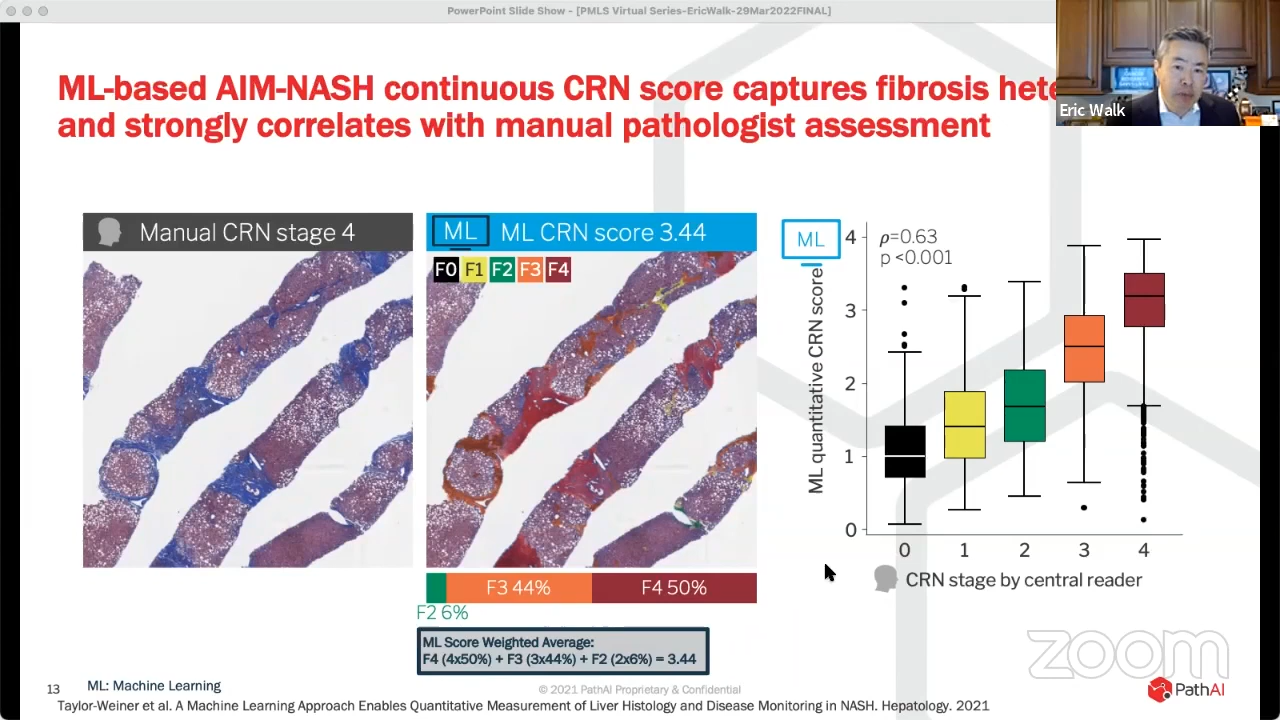 PowerPoint Slide Show - [PMLS Virtual Series-EricWalk-29Mar2022FINAL]
ML-based AIM-NASH continuous CRN score captures fibrosis
and strongly correlates with manual pathologist assessment
Eric Walk
Manual CRN stage 4
ML ML CRN score 3.44
F0 F1 F2 F3 F4
F3 44% F4 50%
F2 6%
ML Score Weighted Average:
F4 (4x50%) + F3 (3x44%) + F2 (2x6%) = 3.44
ML
ρ=0.63
p <0.001
ML quantitative CRN score
4
3
2
1
0
0 1 2 3 4
CRN stage by central reader
zoom
13 ML: Machine Learning
© 2021 PathAI Proprietary & Confidential
PathAI
Taylor-Weiner et al. A Machine Learning Approach Enables Quantitative Measurement of Liver Histology and Disease Monitoring in NASH. Hepatology. 2021